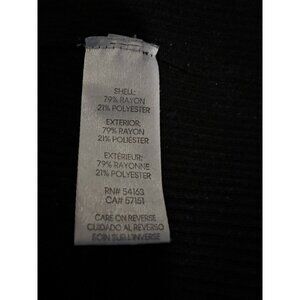 SHELL:
79% RAYON
21% POLYESTER
EXTERIOR:
79% RAYON
21% POLIÉSTER
EXTÉRIEUR:
79% RAYONNE
21% POLYESTER
RN# 54163
CA# 57151
CARE ON REVERSE
CUIDADO AL REVERSO
SOIN SUR L'INVERSE